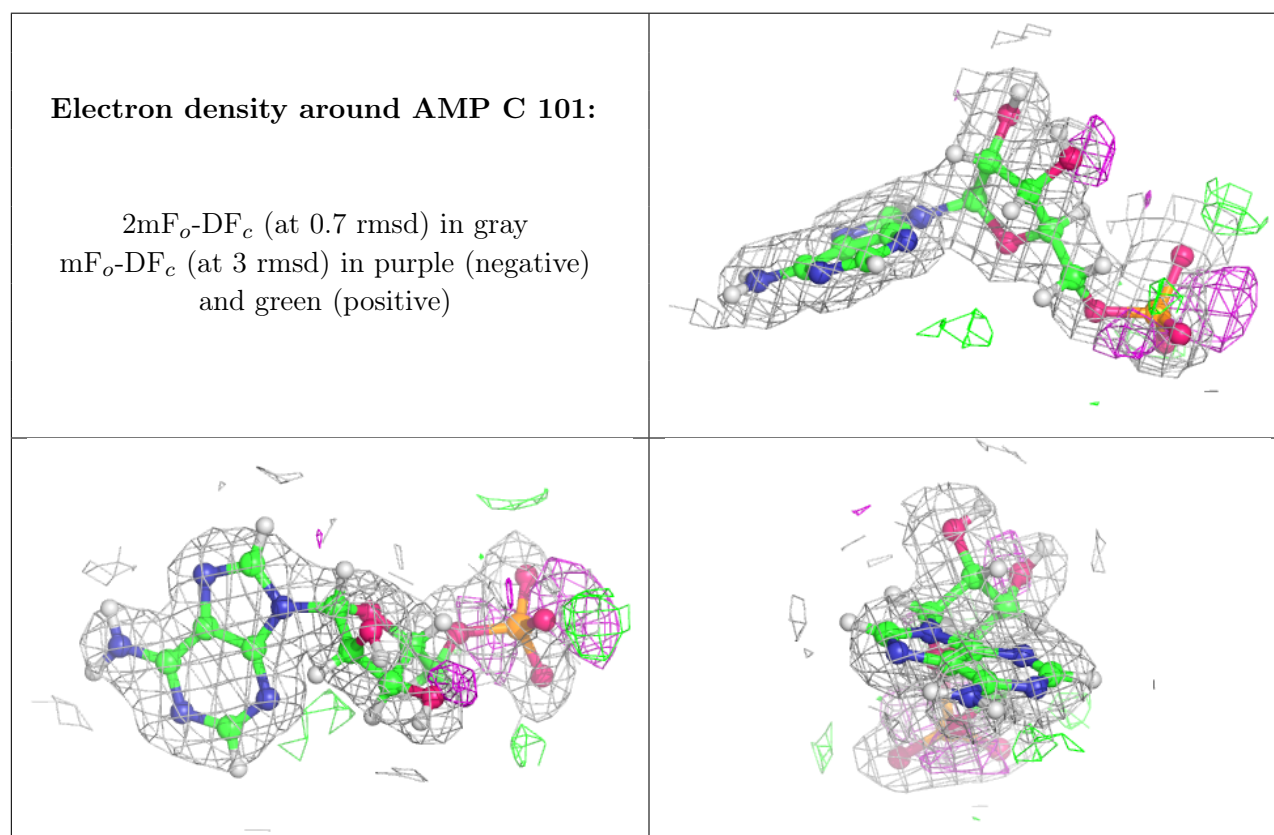 Electron density around AMP C 101:
2mFo-DFc (at 0.7 rmsd) in gray
mFo-DFc (at 3 rmsd) in purple (negative)
and green (positive)